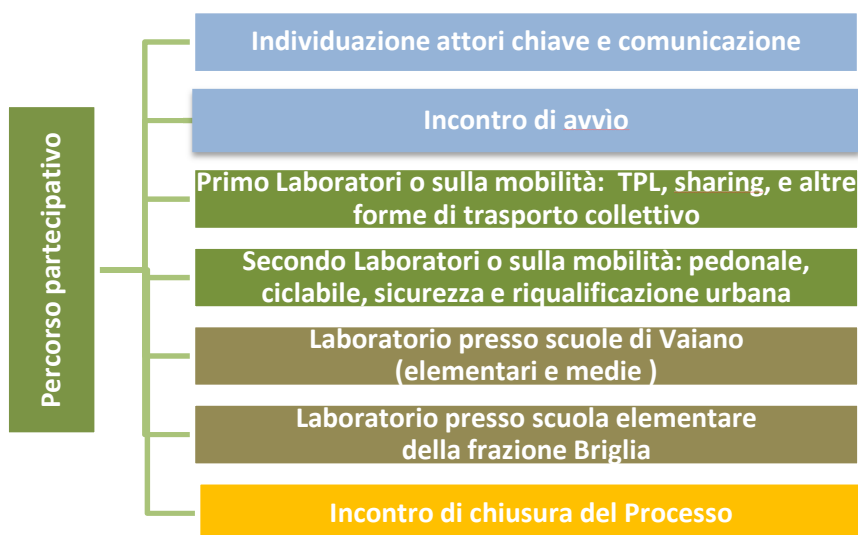 Percorso partecipativo
Individuazione attori chiave e comunicazione
Incontro di avvìo
Primo Laboratori o sulla mobilità: TPL, sharing, e altre
forme di trasporto collettivo
Secondo Laboratori o sulla mobilità: pedonale,
ciclabile, sicurezza e riqualificazione urbana
Laboratorio presso scuole di Vaiano
(elementari e medie )
Laboratorio presso scuola elementare
della frazione Briglia
Incontro di chiusura del Processo